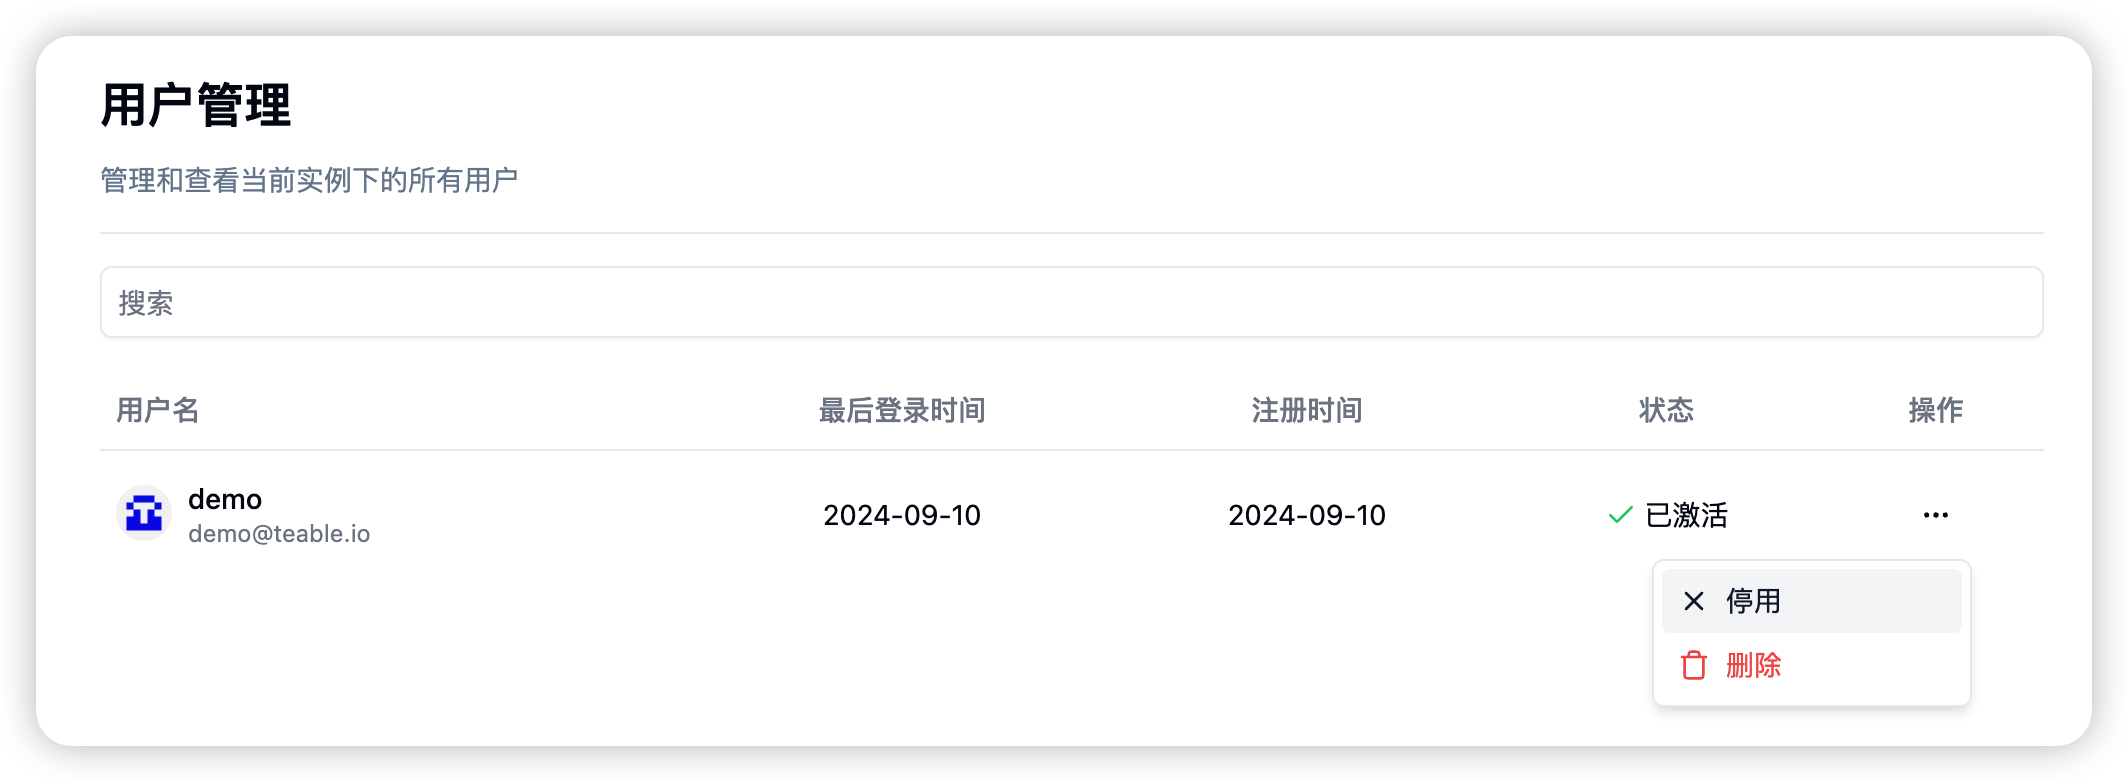 用户管理
管理和查看当前实例下的所有用户
搜索
用户名 最后登录时间 注册时间 状态 操作
demo
demo@teable.io
2024-09-10 2024-09-10 已激活
停用
删除